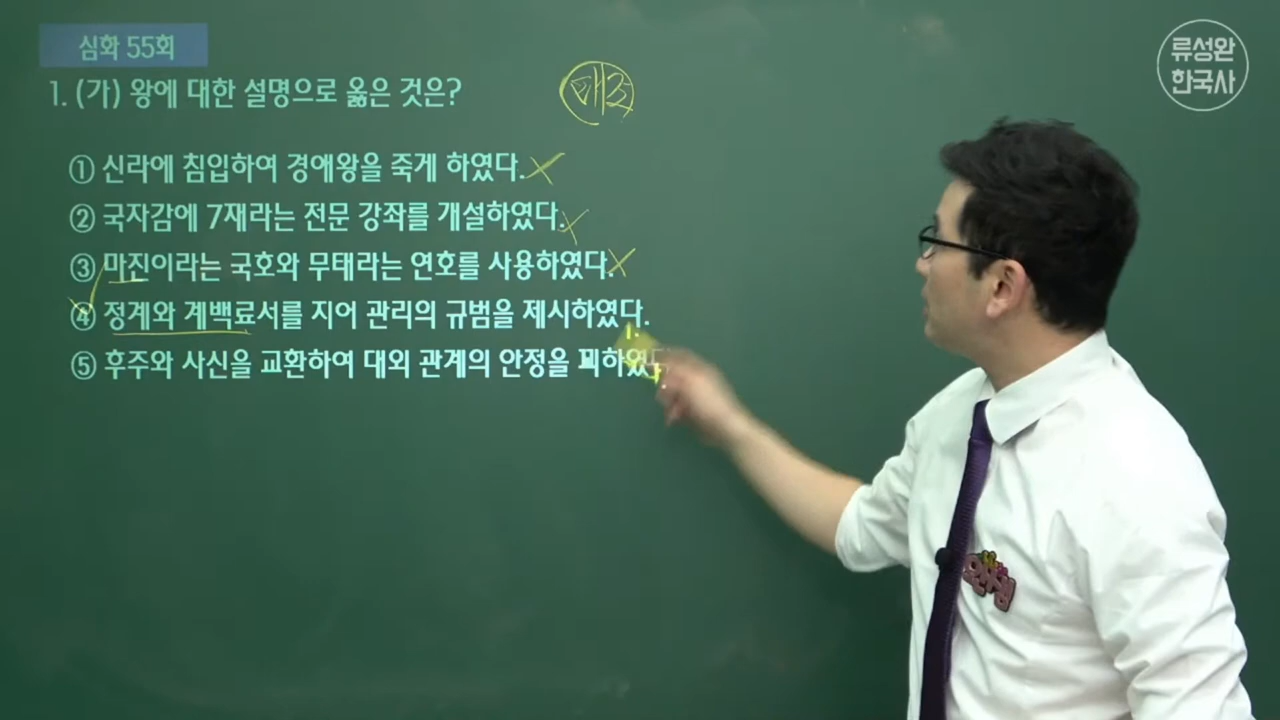 심화 55회
류성완
한국사
1. (가) 왕에 대한 설명으로 옳은 것은?
태조
① 신라에 침입하여 경애왕을 죽게 하였다.
② 국자감에 7재라는 전문 강좌를 개설하였다.
③ 마진이라는 국호와 무태라는 연호를 사용하였다.
④ 정계와 계백료서를 지어 관리의 규범을 제시하였다.
⑤ 후주와 사신을 교환하여 대외 관계의 안정을 꾀하였다